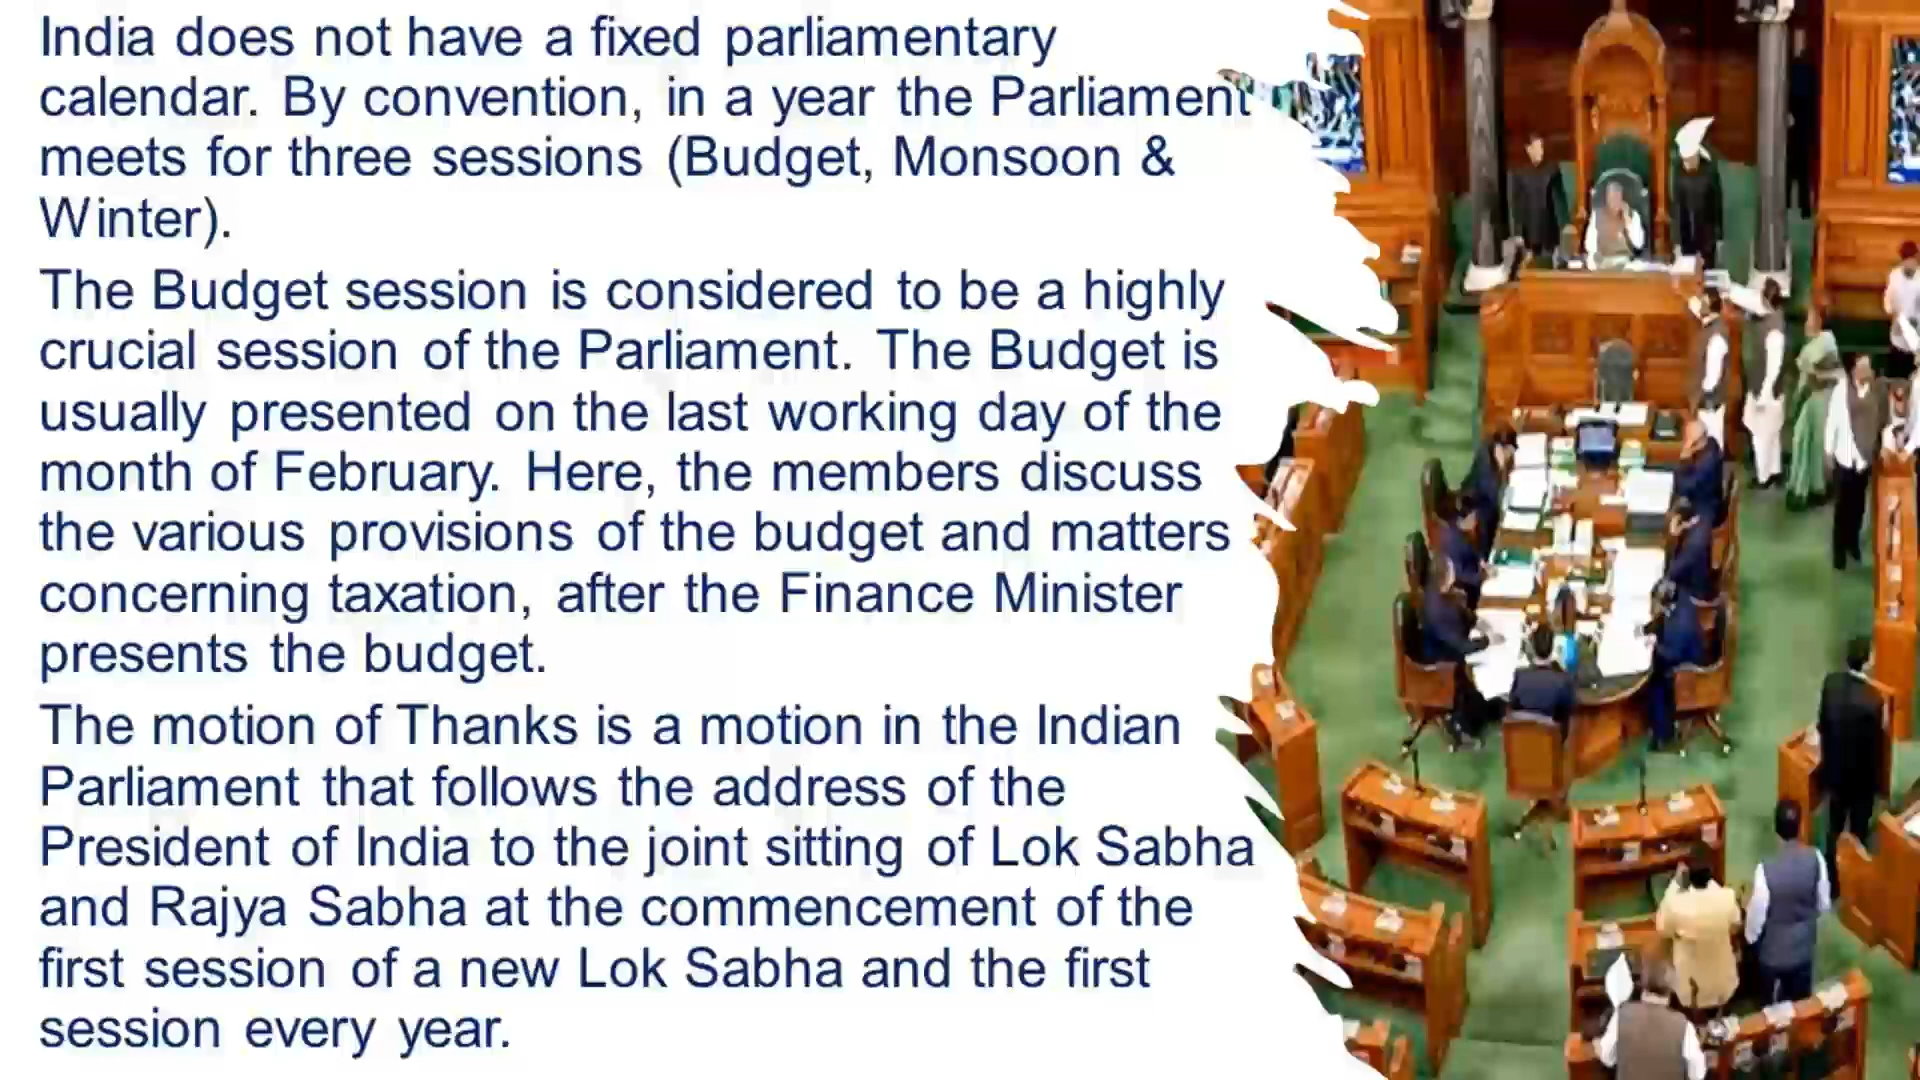 India does not have a fixed parliamentary
calendar. By convention, in a year the Parliament
meets for three sessions (Budget, Monsoon &
Winter).
The Budget session is considered to be a highly
crucial session of the Parliament. The Budget is
usually presented on the last working day of the
month of February. Here, the members discuss
the various provisions of the budget and matters
concerning taxation, after the Finance Minister
presents the budget.
The motion of Thanks is a motion in the Indian
Parliament that follows the address of the
President of India to the joint sitting of Lok Sabha
and Rajya Sabha at the commencement of the
first session of a new Lok Sabha and the first
session every year.